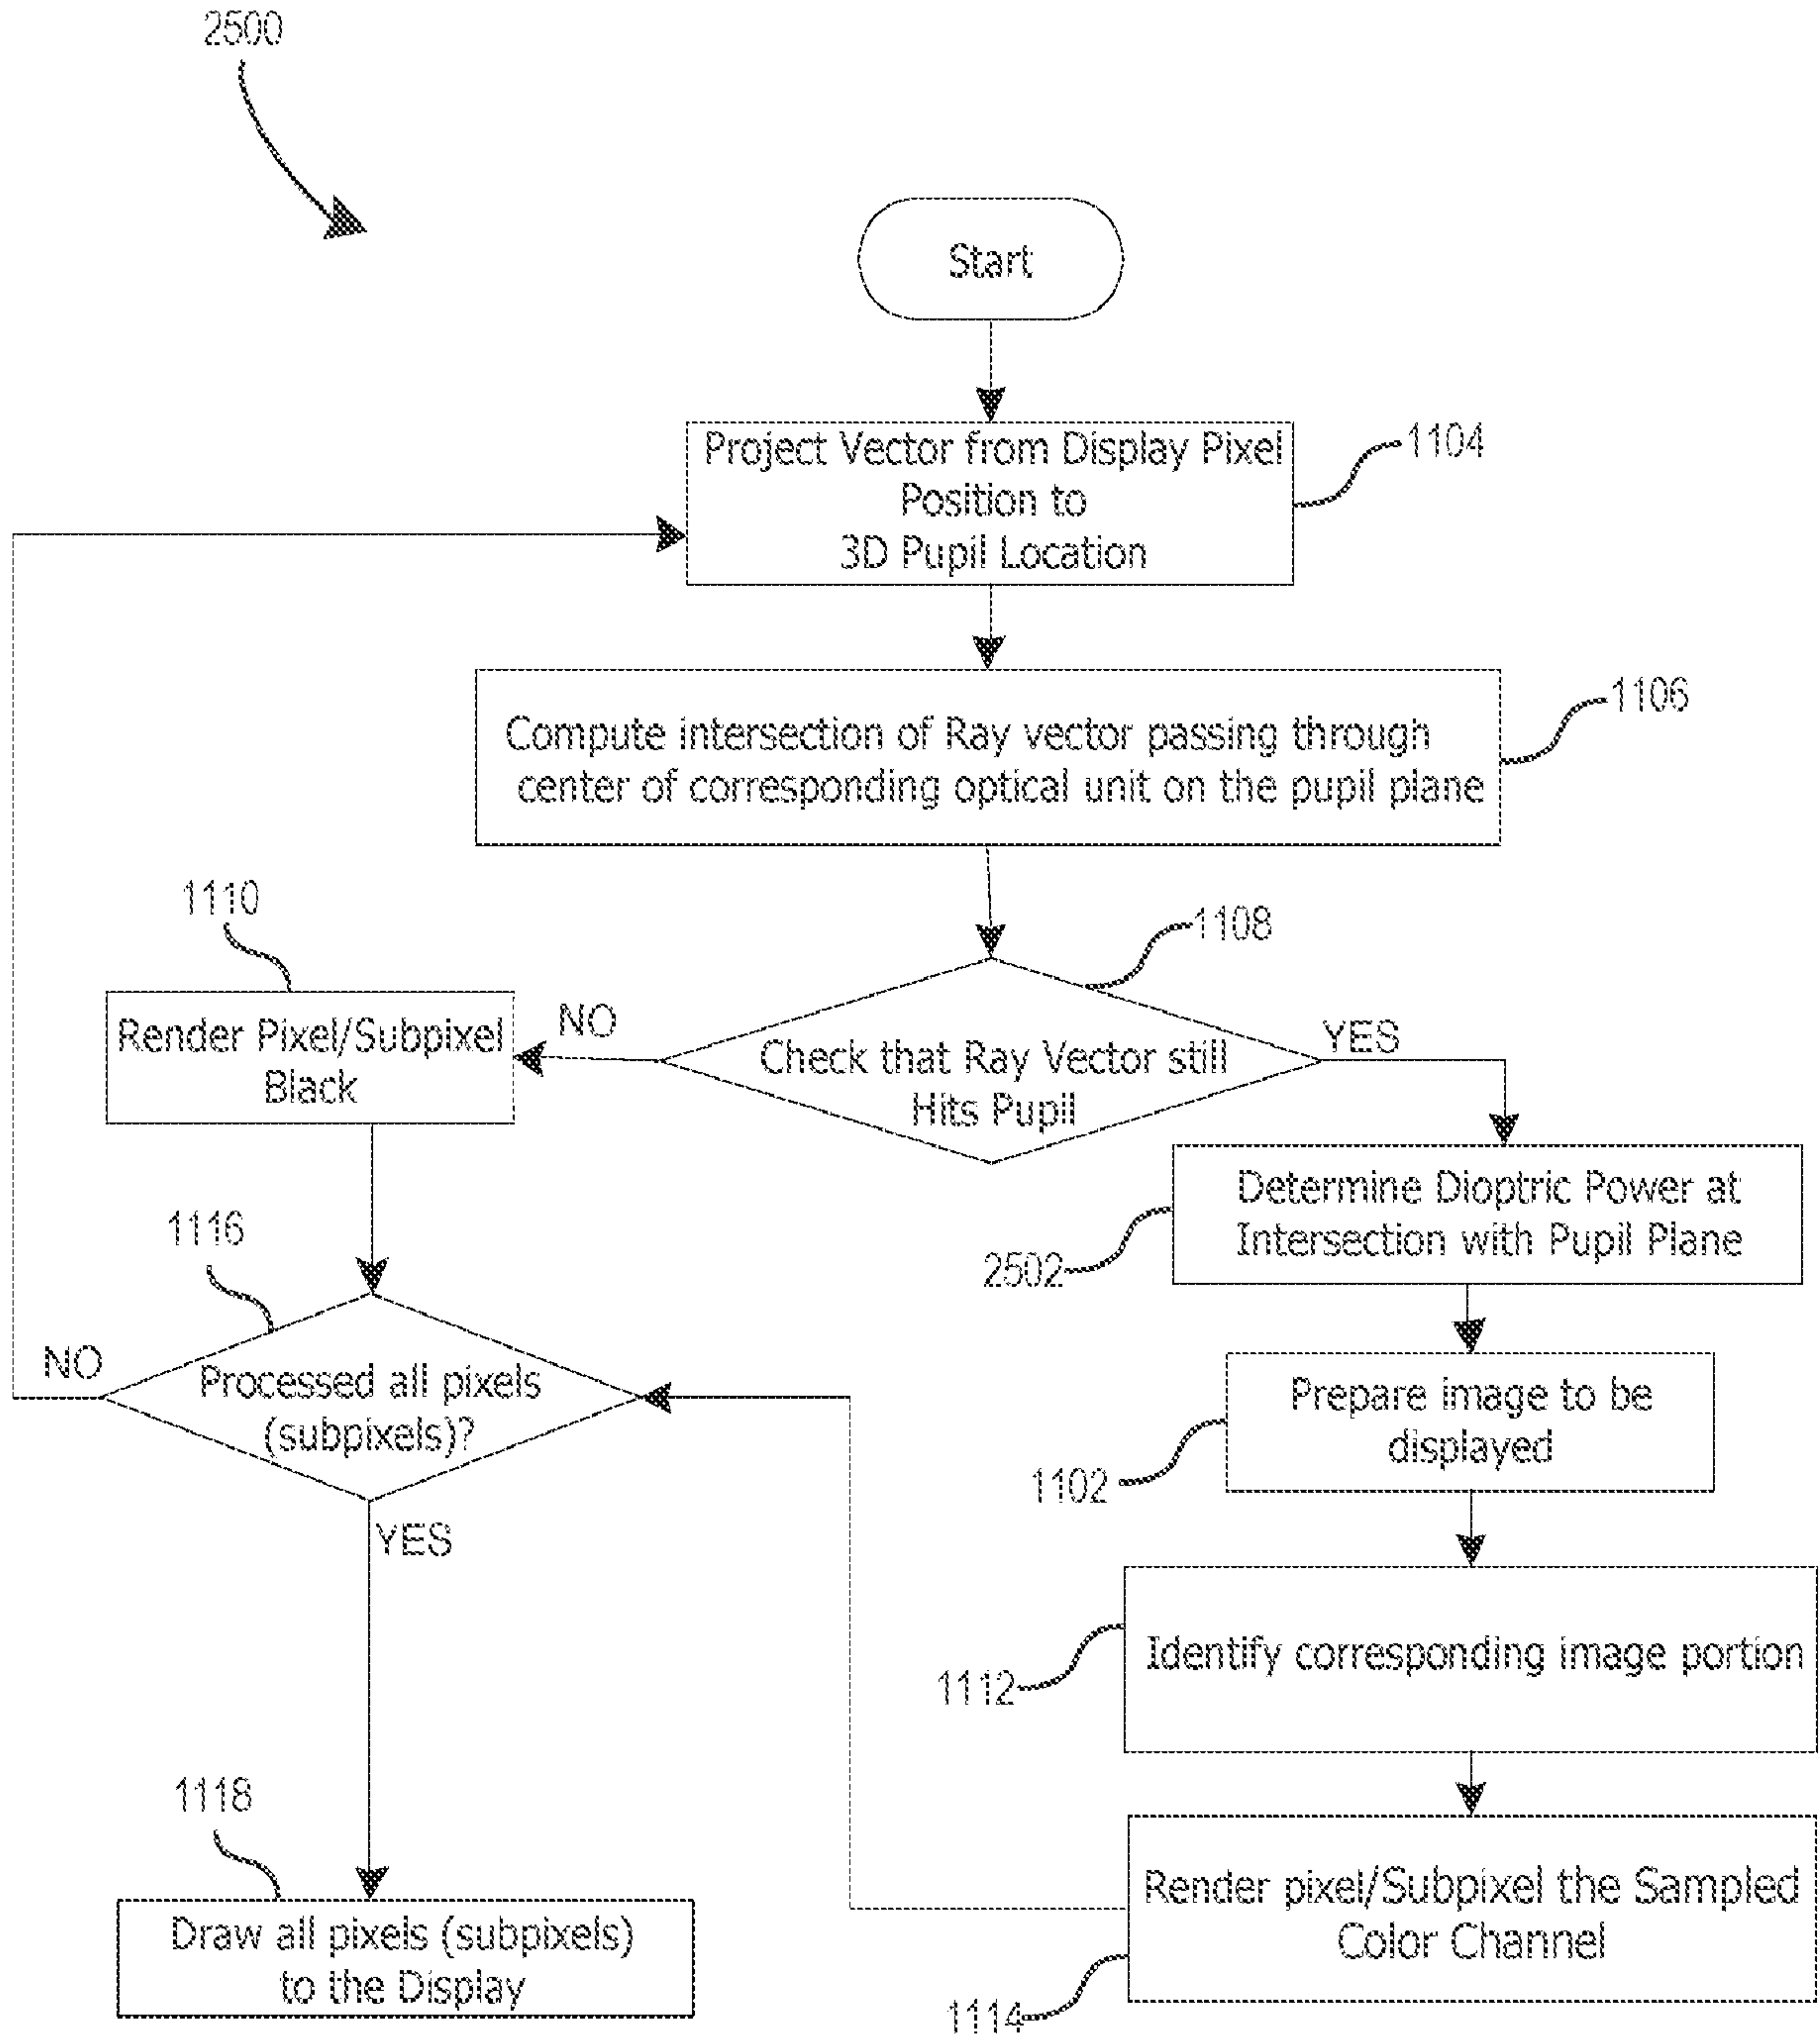 2500
Start
Project Vector from Display Pixel
Position to
3D Pupil Location
1104
Compute intersection of Ray vector passing through
center of corresponding optical unit on the pupil plane
1106
1108
Check that Ray Vector still
Hits Pupil
NO
YES
1110
Render Pixel/Subpixel
Black
Determine Dioptric Power at
Intersection with Pupil Plane
2502
1116
Processed all pixels
(subpixels)?
NO
YES
Prepare image to be
displayed
1102
Identify corresponding image portion
1112
Render pixel/Subpixel the Sampled
Color Channel
1114
1118
Draw all pixels (subpixels)
to the Display